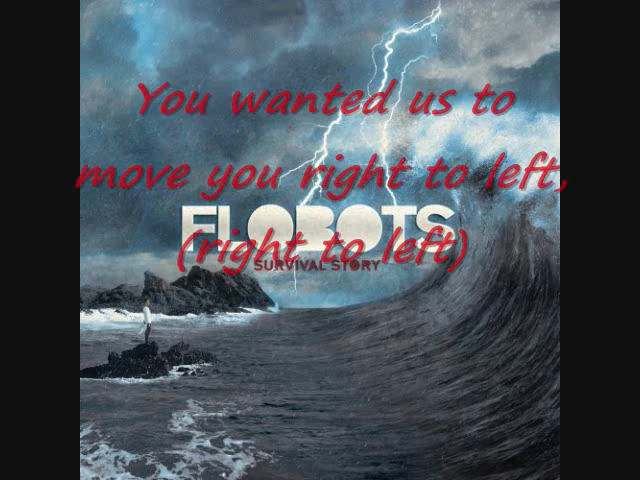 You wanted us to
move you right to left,
FLOBOTS
(right to left)
SURVIVAL STORY